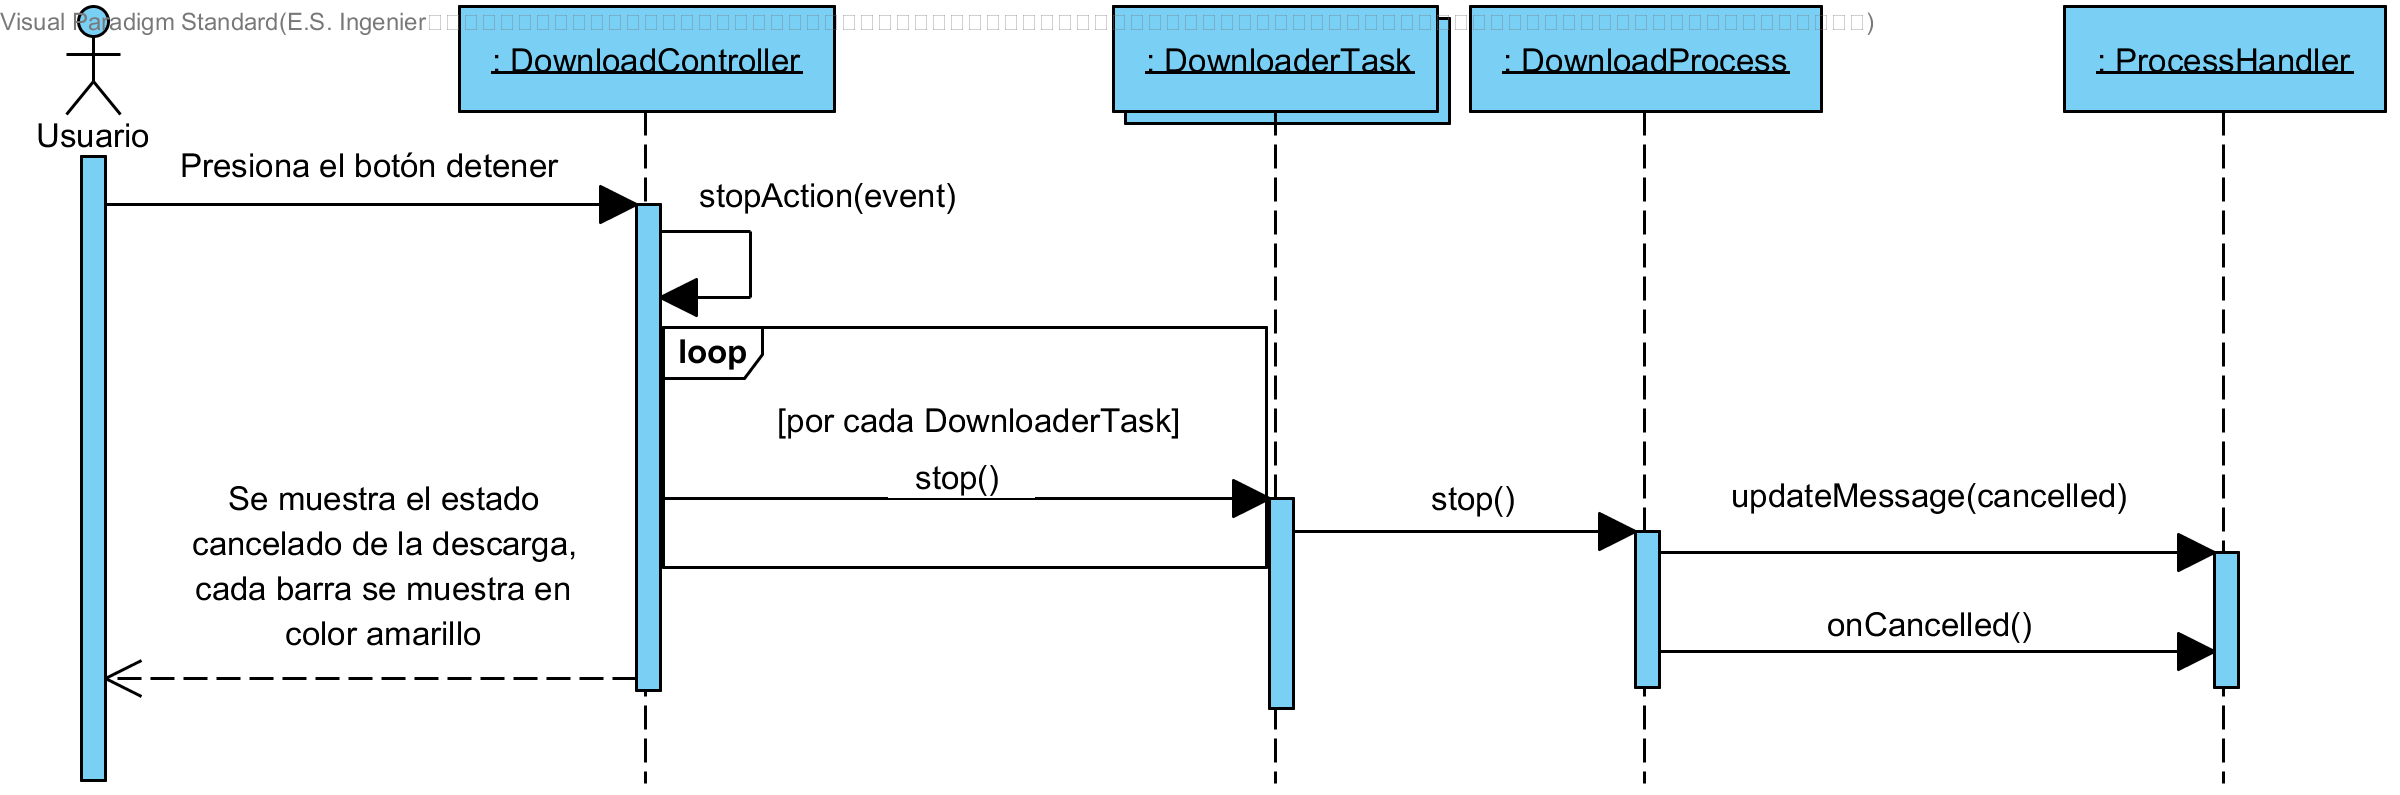 Visual Paradigm Standard(E.S. Ingenier
: DownloadController
: DownloaderTask
: DownloadProcess
: ProcessHandler
Usuario
Presiona el botón detener
stopAction(event)
loop
[por cada DownloaderTask]
stop()
stop()
updateMessage(cancelled)
Se muestra el estado
cancelado de la descarga,
cada barra se muestra en
color amarillo
onCancelled()